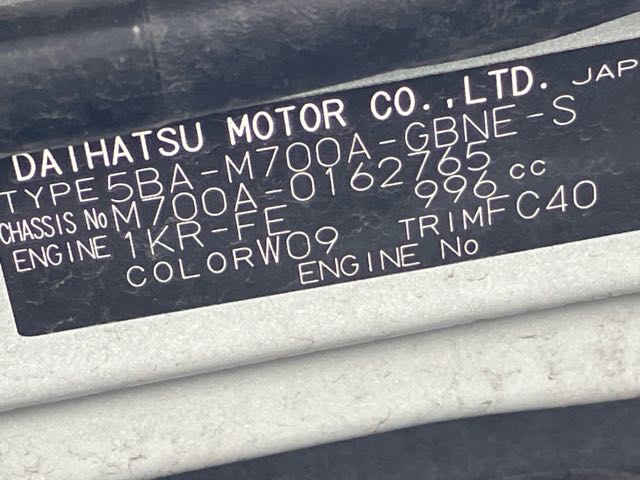 DAIHATSU MOTOR CO.,LTD. JAP
TYPE 5BA-M700A-GBNE-S
CHASSIS No M700A-0162765
ENGINE 1KR-FE 996 cc
COLOR W09 TRIM FC40
ENGINE No